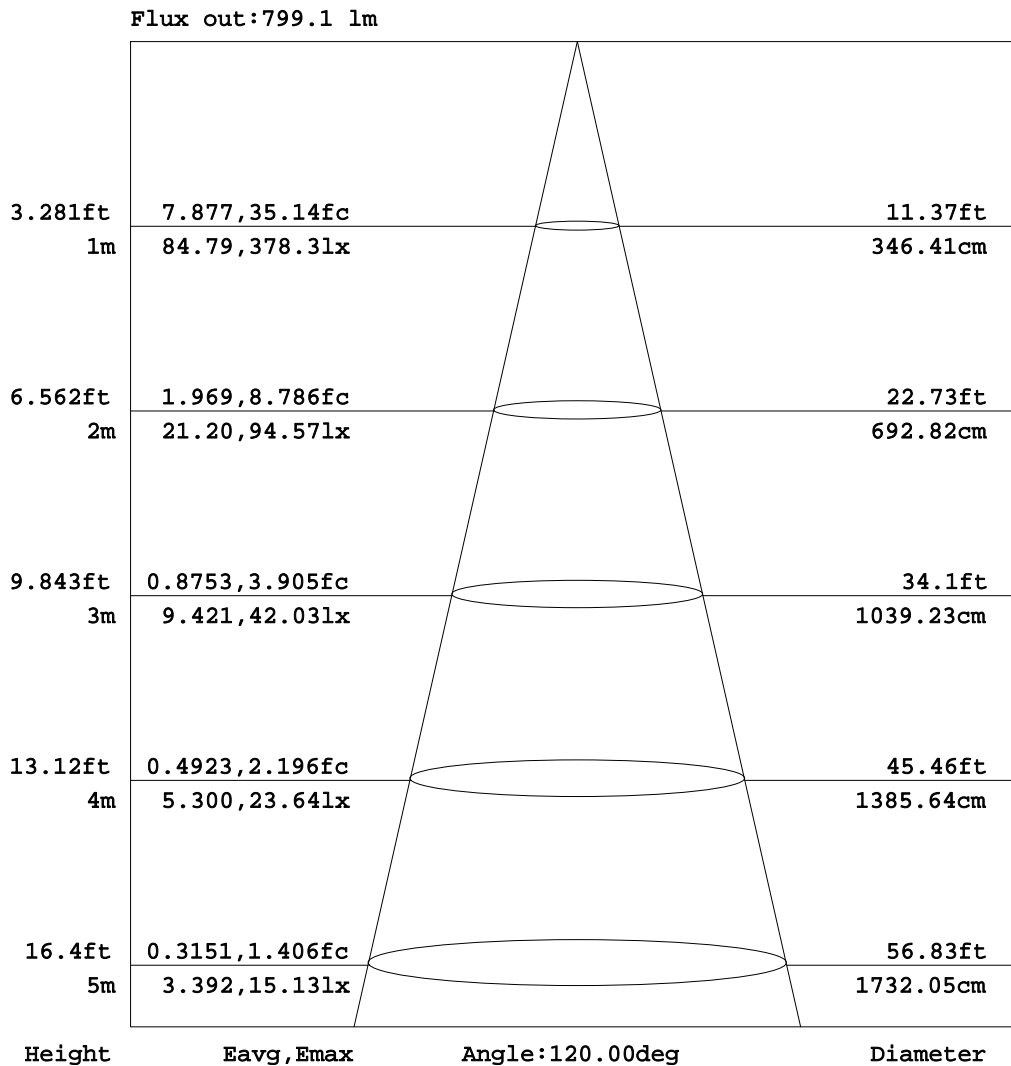 Flux out:799.1 lm
3.281ft 7.877,35.14fc 11.37ft
1m 84.79,378.3lx 346.41cm
6.562ft 1.969,8.786fc 22.73ft
2m 21.20,94.57lx 692.82cm
9.843ft 0.8753,3.905fc 34.1ft
3m 9.421,42.03lx 1039.23cm
13.12ft 0.4923,2.196fc 45.46ft
4m 5.300,23.64lx 1385.64cm
16.4ft 0.3151,1.406fc 56.83ft
5m 3.392,15.13lx 1732.05cm
Height Eavg,Emax Angle:120.00deg Diameter